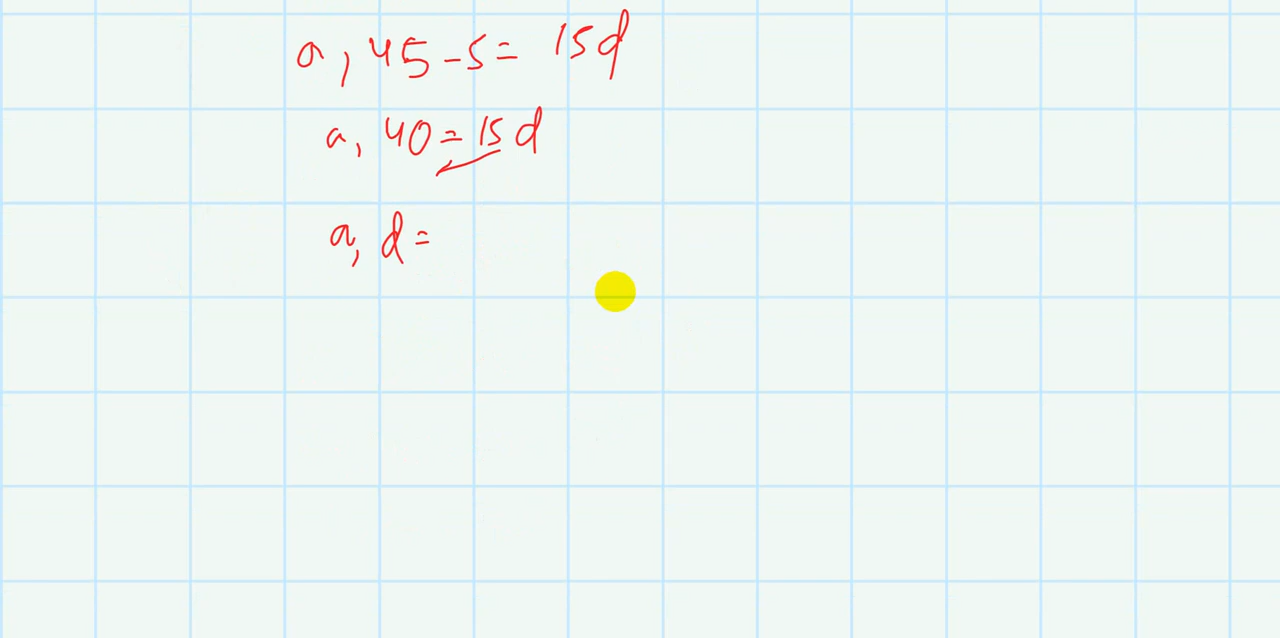 a, 45 - 5 = 15d
a, 40 = 15d
a, d =